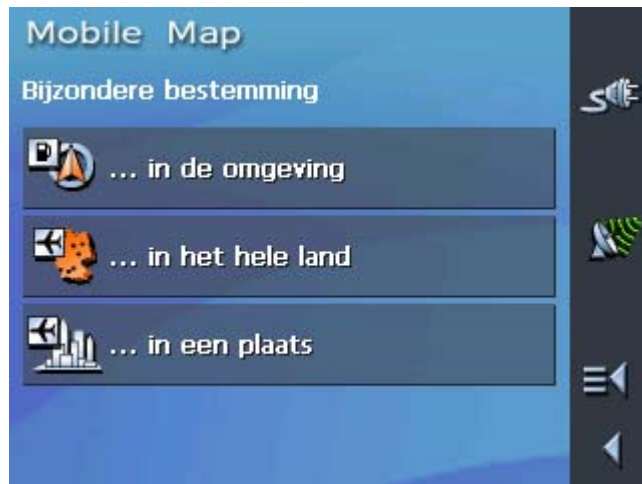 Mobile Map
Bijzondere bestemming
... in de omgeving
... in het hele land
... in een plaats